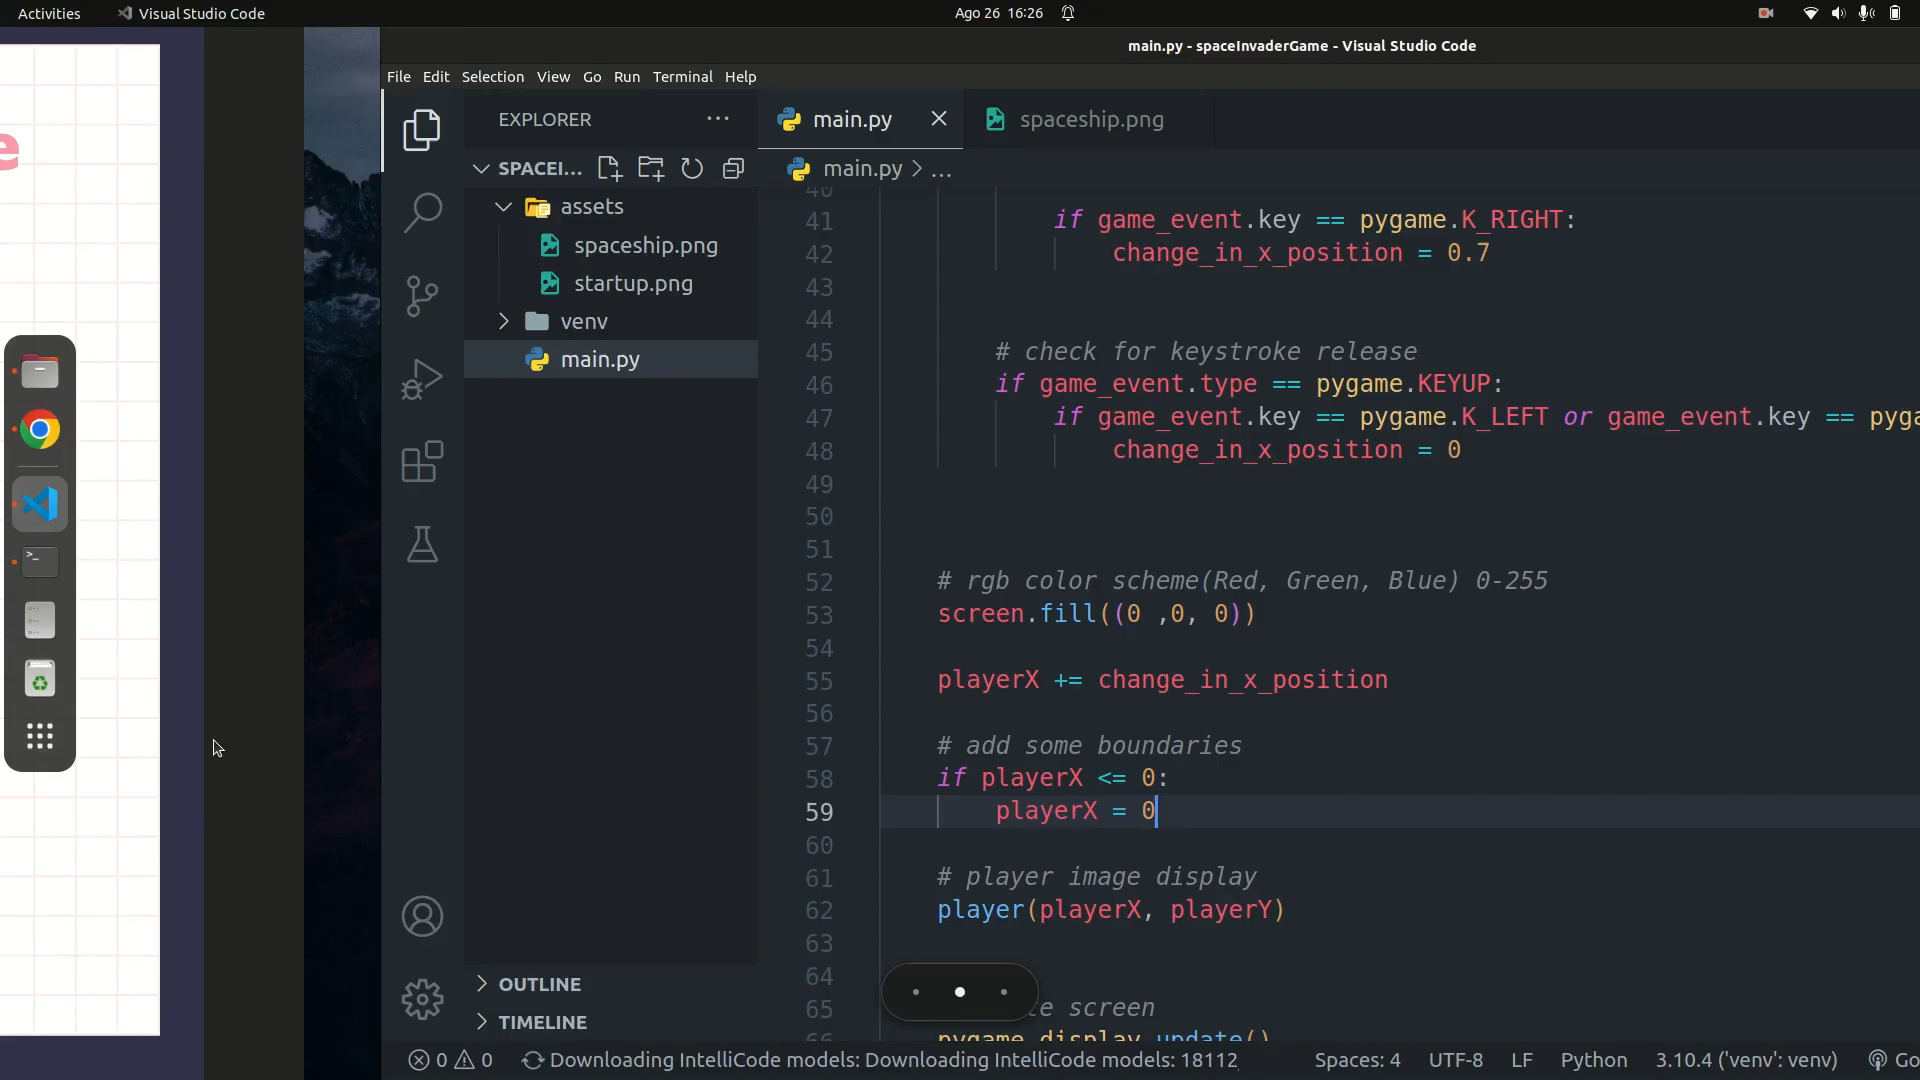 Activities
Visual Studio Code
Ago 26 16:26
main.py - spaceInvaderGame - Visual Studio Code
File Edit Selection View Go Run Terminal Help
e
EXPLORER
SPACEI...
assets
spaceship.png
startup.png
venv
main.py
OUTLINE
TIMELINE
main.py
spaceship.png
main.py > ...
40
41 if game_event.key == pygame.K_RIGHT:
42 change_in_x_position = 0.7
43
44
45 # check for keystroke release
46 if game_event.type == pygame.KEYUP:
47 if game_event.key == pygame.K_LEFT or game_event.key == pyga
48 change_in_x_position = 0
49
50
51
52 # rgb color scheme(Red, Green, Blue) 0-255
53 screen.fill((0 ,0, 0))
54
55 playerX += change_in_x_position
56
57 # add some boundaries
58 if playerX <= 0:
59 playerX = 0
60
61 # player image display
62 player(playerX, playerY)
63
64
65 screen
66 pygame.display.update()
0 0 Downloading IntelliCode models: Downloading IntelliCode models: 18112 Spaces: 4 UTF-8 LF Python 3.10.4 ('venv': venv) Go